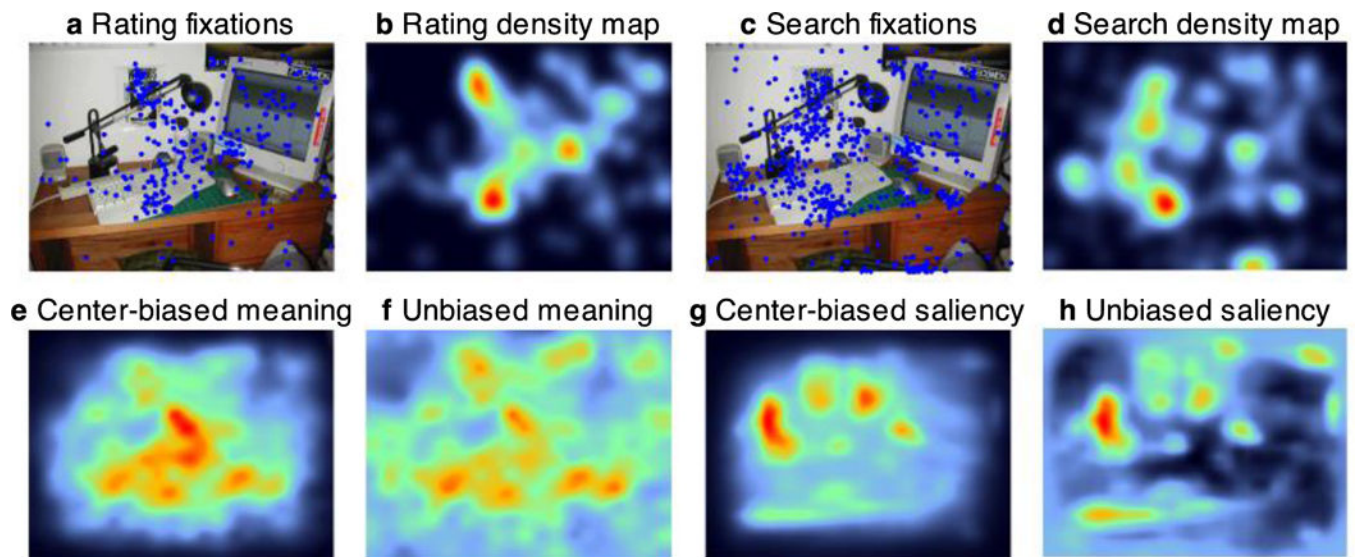 a Rating fixations
b Rating density map
c Search fixations
d Search density map
e Center-biased meaning
f Unbiased meaning
g Center-biased saliency
h Unbiased saliency